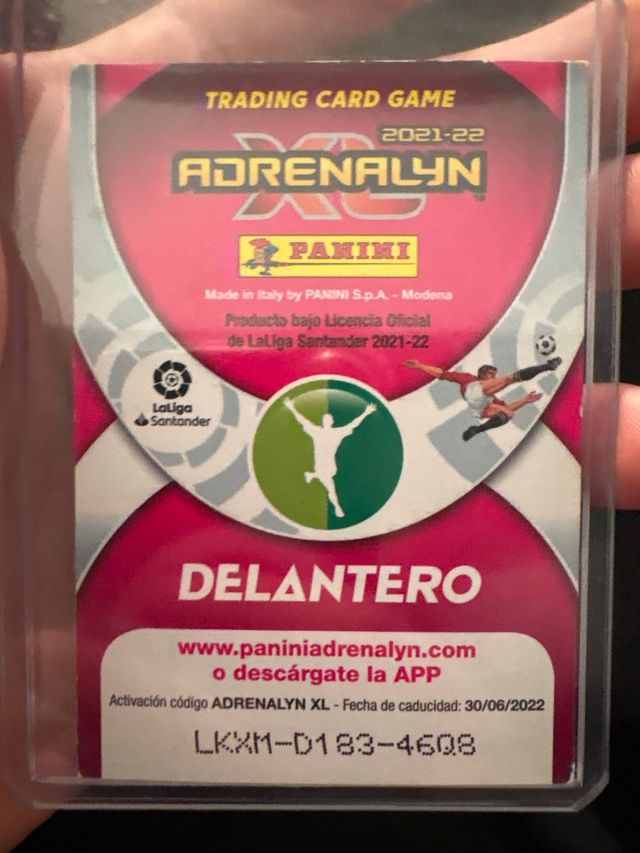 TRADING CARD GAME
2021-22
ADRENALYN
XL
PANINI
Made in Italy by PANINI S.p.A. - Modena
Producto bajo Licencia Oficial
de LaLiga Santander 2021-22
LaLiga
Santander
DELANTERO
www.paniniadrenalyn.com
o descárgate la APP
Activación código ADRENALYN XL - Fecha de caducidad: 30/06/2022
LKXM-D183-46Q8